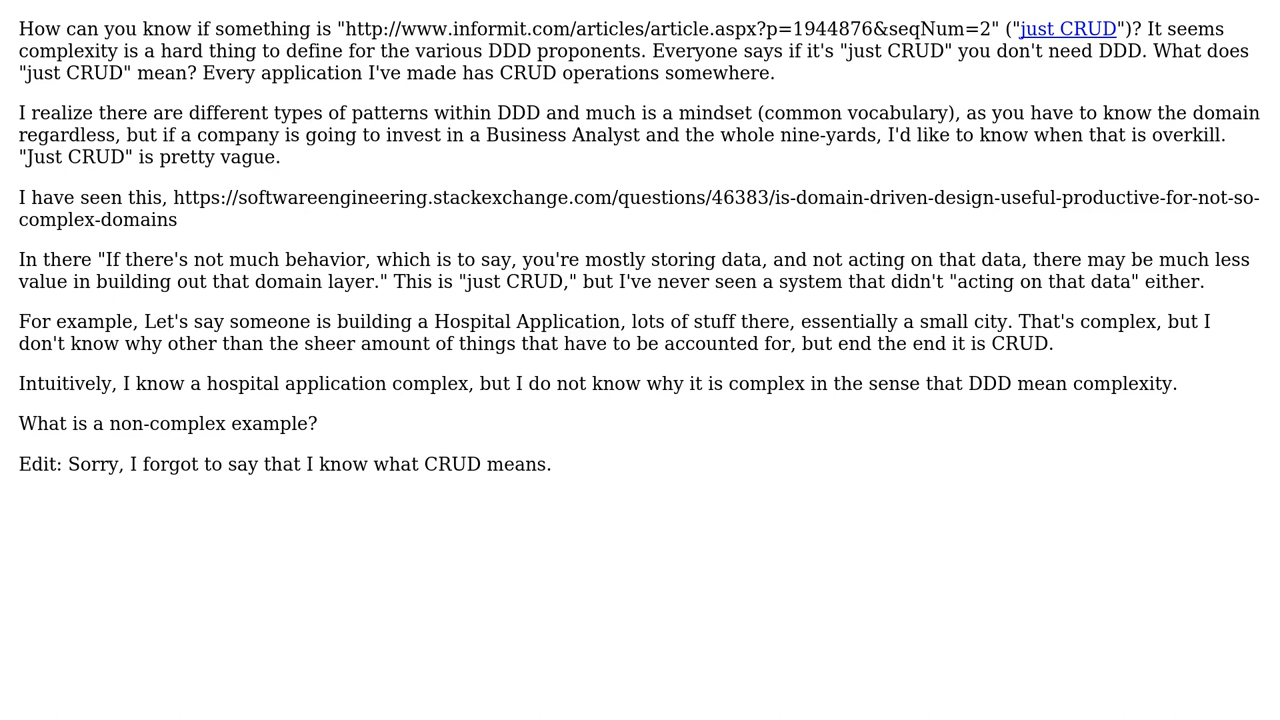 How can you know if something is "http://www.informit.com/articles/article.aspx?p=1944876&seqNum=2" ("just CRUD")? It seems
complexity is a hard thing to define for the various DDD proponents. Everyone says if it's "just CRUD" you don't need DDD. What does
"just CRUD" mean? Every application I've made has CRUD operations somewhere.
I realize there are different types of patterns within DDD and much is a mindset (common vocabulary), as you have to know the domain
regardless, but if a company is going to invest in a Business Analyst and the whole nine-yards, I'd like to know when that is overkill.
"Just CRUD" is pretty vague.
I have seen this, https://softwareengineering.stackexchange.com/questions/46383/is-domain-driven-design-useful-productive-for-not-so-
complex-domains
In there "If there's not much behavior, which is to say, you're mostly storing data, and not acting on that data, there may be much less
value in building out that domain layer." This is "just CRUD," but I've never seen a system that didn't "acting on that data" either.
For example, Let's say someone is building a Hospital Application, lots of stuff there, essentially a small city. That's complex, but I
don't know why other than the sheer amount of things that have to be accounted for, but end the end it is CRUD.
Intuitively, I know a hospital application complex, but I do not know why it is complex in the sense that DDD mean complexity.
What is a non-complex example?
Edit: Sorry, I forgot to say that I know what CRUD means.